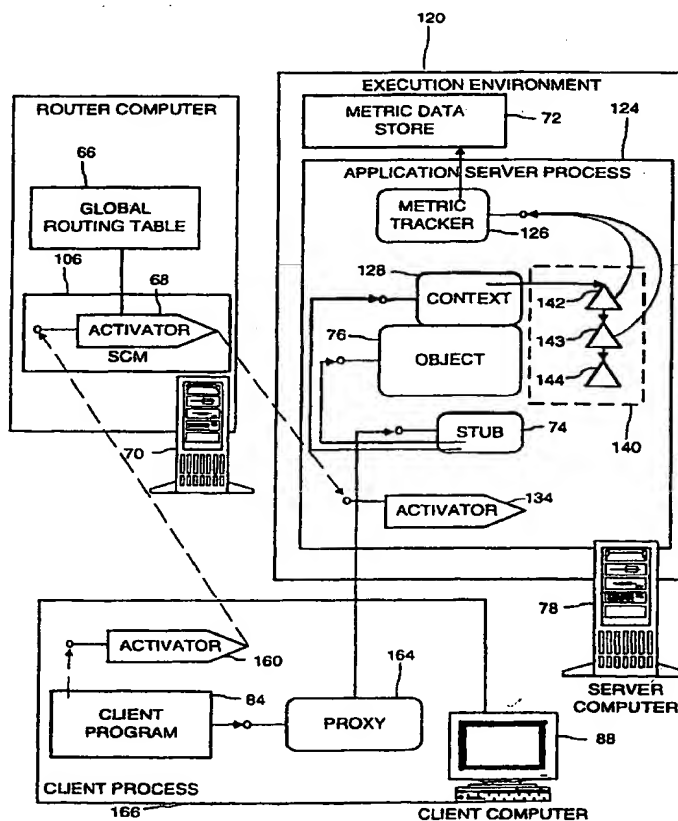 120
EXECUTION ENVIRONMENT
ROUTER COMPUTER
METRIC DATA
STORE
72
124
66
APPLICATION SERVER PROCESS
GLOBAL
ROUTING TABLE
METRIC
TRACKER
126
106
68
128
CONTEXT
142
ACTIVATOR
SCM
76
OBJECT
143
144
STUB
74
140
70
ACTIVATOR
134
78
ACTIVATOR
160
164
84
CLIENT
PROGRAM
PROXY
SERVER
COMPUTER
88
CLIENT PROCESS
166
CLIENT COMPUTER